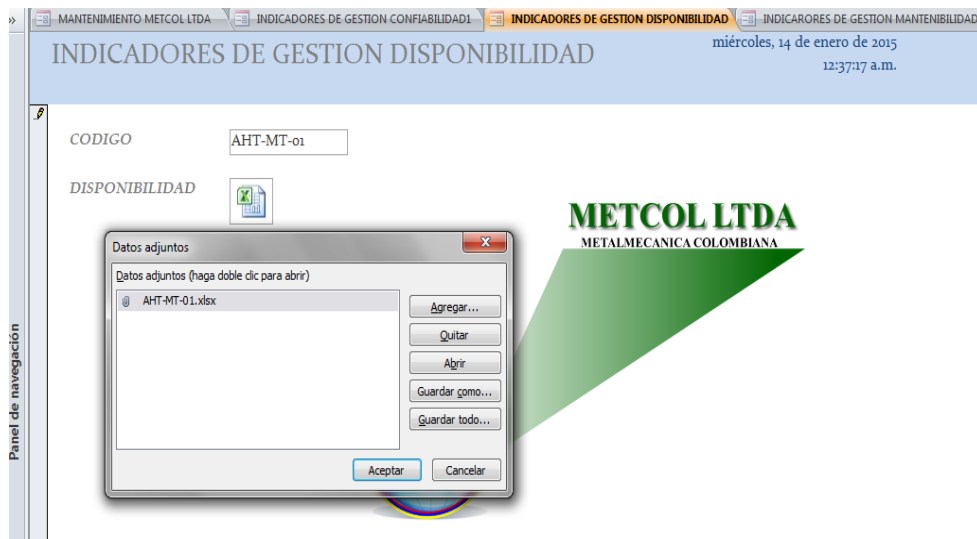 MANTENIMIENTO METCOL LTDA
INDICADORES DE GESTION CONFIABILIDAD1
INDICADORES DE GESTION DISPONIBILIDAD
INDICARORES DE GESTION MANTENIBILIDAD
INDICADORES DE GESTION DISPONIBILIDAD
miércoles, 14 de enero de 2015
12:37:17 a.m.
CODIGO
AHT-MT-01
DISPONIBILIDAD
METCOL LTDA
METALMECANICA COLOMBIANA
Datos adjuntos
Datos adjuntos (haga doble clic para abrir)
AHT-MT-01.xlsx
Agregar...
Quitar
Abrir
Guardar como...
Guardar todo...
Aceptar
Cancelar
Panel de navegación